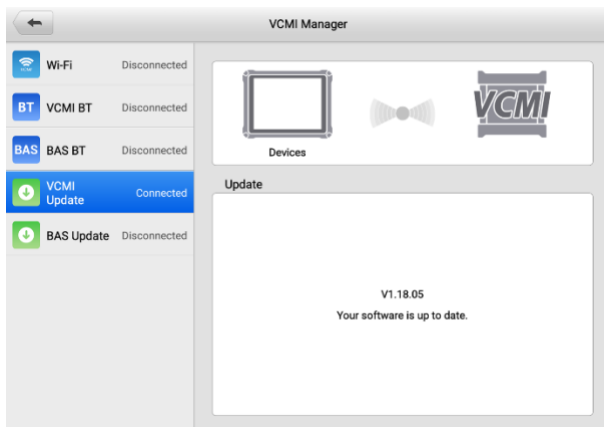 VCMI Manager
Wi-Fi Disconnected
BT VCMI BT Disconnected
BAS BAS BT Disconnected
VCMI
Update
Connected
BAS Update Disconnected
Devices
VCMI
Update
V1.18.05
Your software is up to date.